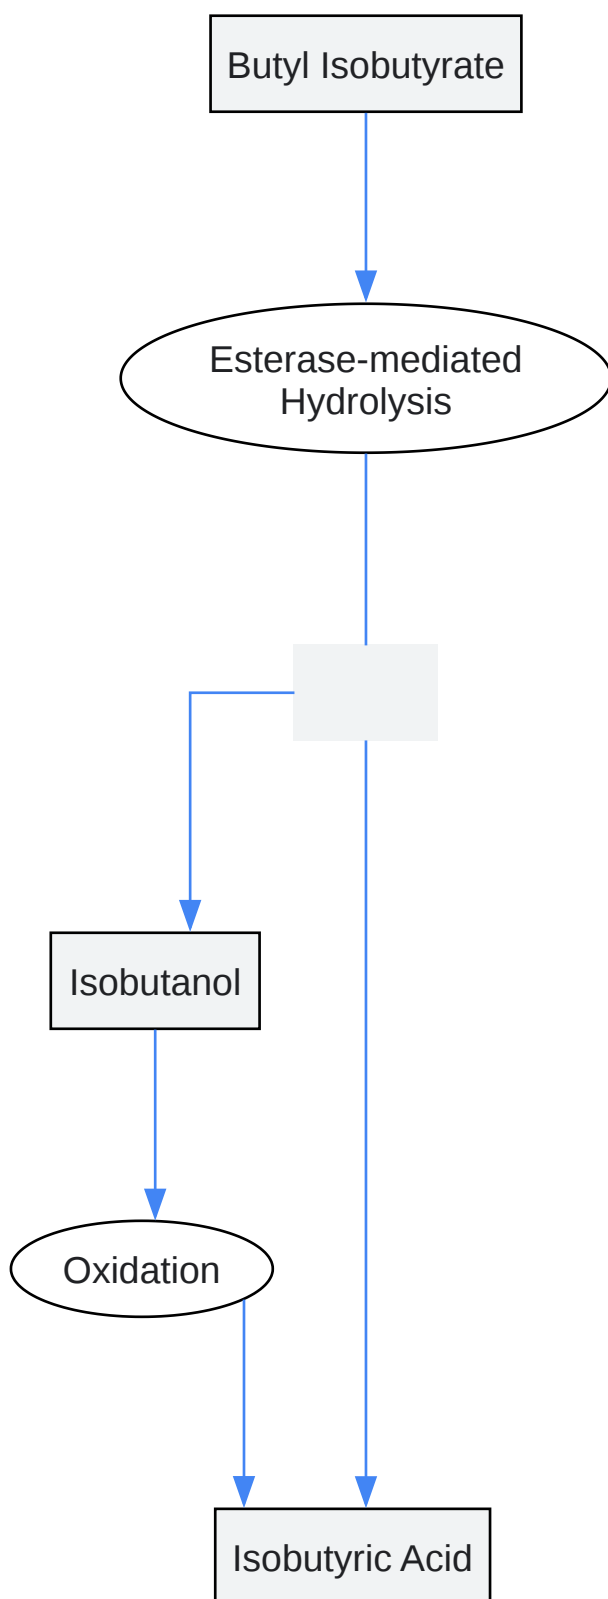 Butyl Isobutyrate
Esterase-mediated
Hydrolysis
Isobutanol
Oxidation
Isobutyric Acid